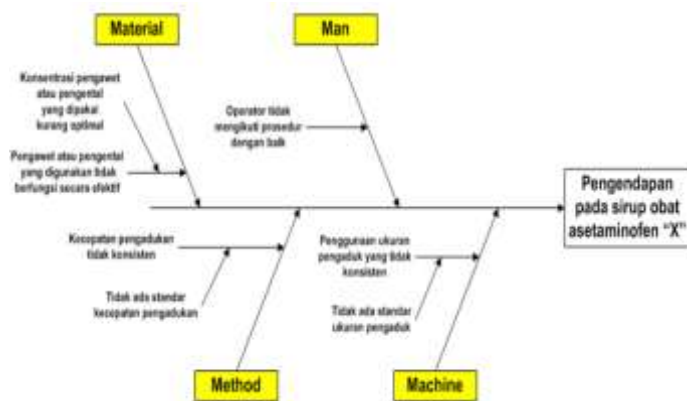 Material
Man
Konsentrasi pengawet
atau pengental
yang dipakai
kurang optimal
Operator tidak
mengikuti prosedur
dengan baik
Pengawet atau pengental
yang digunakan tidak
berfungsi secara efektif
Pengendapan
pada sirup obat
asetaminofen “X”
Kecepatan pengadukan
tidak konsisten
Penggunaan ukuran
pengaduk yang tidak
konsisten
Tidak ada standar
kecepatan pengadukan
Tidak ada standar
ukuran pengaduk
Method
Machine